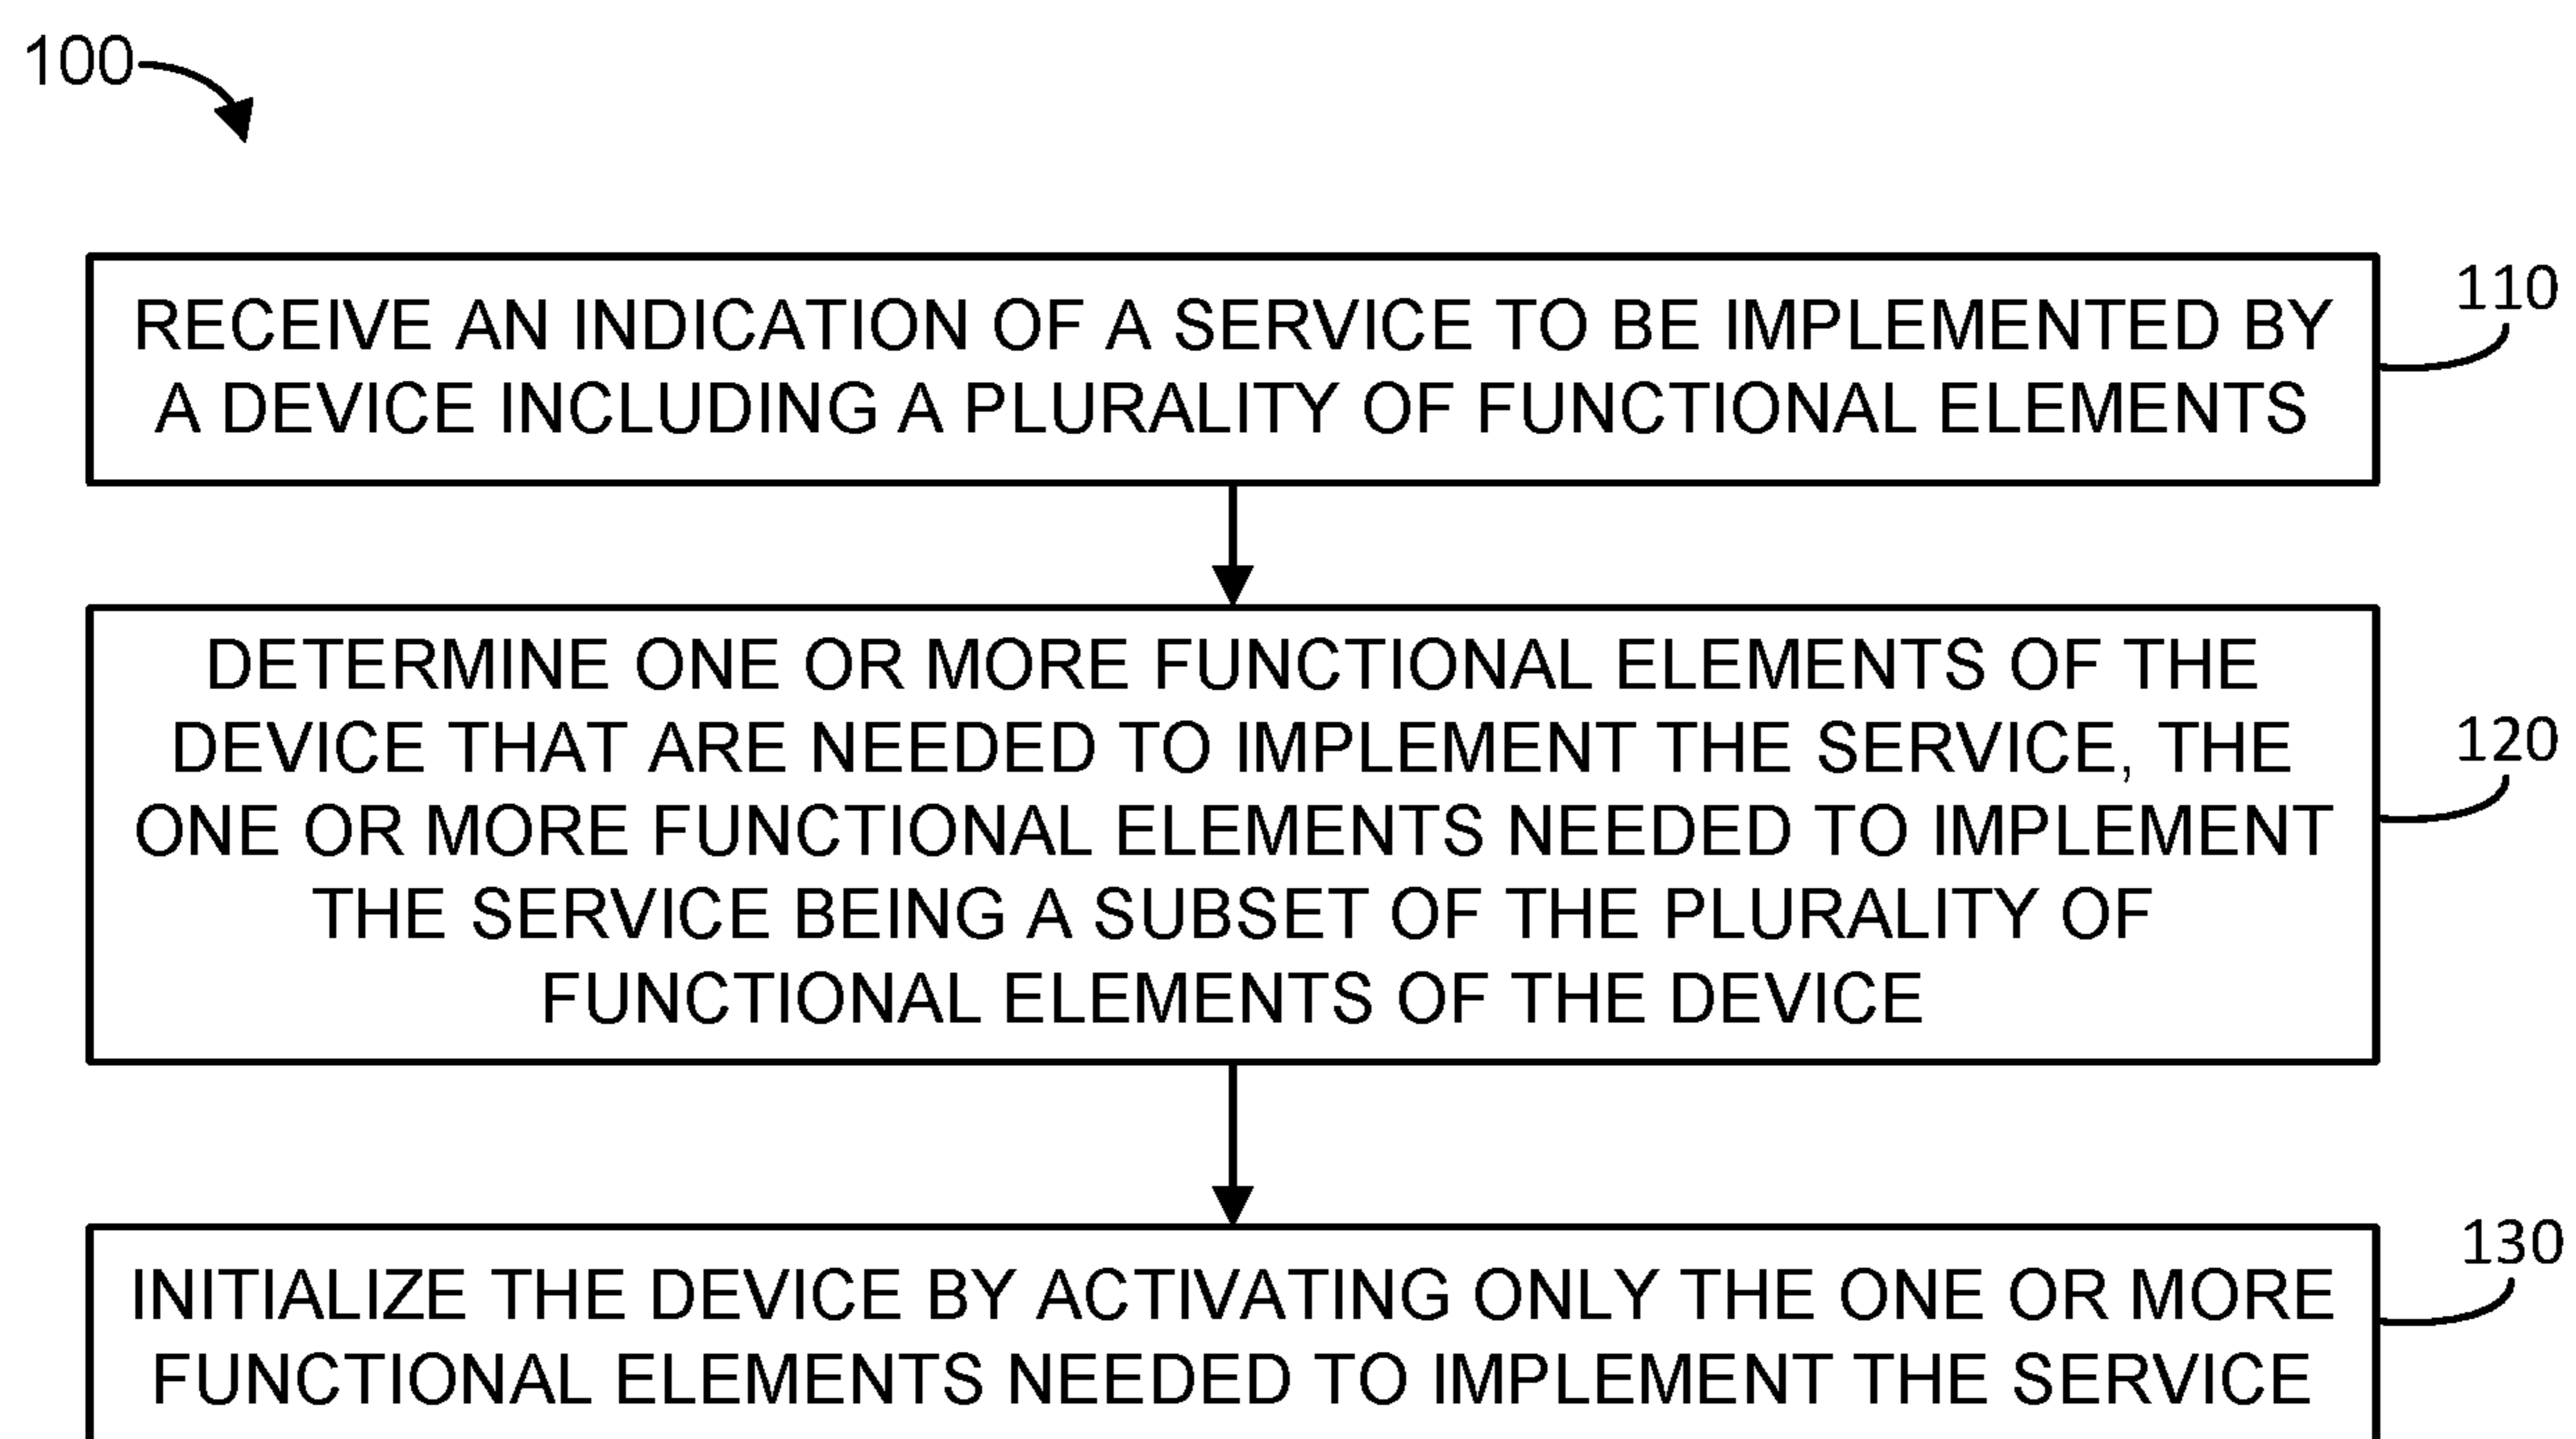 100
RECEIVE AN INDICATION OF A SERVICE TO BE IMPLEMENTED BY
A DEVICE INCLUDING A PLURALITY OF FUNCTIONAL ELEMENTS
110
DETERMINE ONE OR MORE FUNCTIONAL ELEMENTS OF THE
DEVICE THAT ARE NEEDED TO IMPLEMENT THE SERVICE, THE
ONE OR MORE FUNCTIONAL ELEMENTS NEEDED TO IMPLEMENT
THE SERVICE BEING A SUBSET OF THE PLURALITY OF
FUNCTIONAL ELEMENTS OF THE DEVICE
120
INITIALIZE THE DEVICE BY ACTIVATING ONLY THE ONE OR MORE
FUNCTIONAL ELEMENTS NEEDED TO IMPLEMENT THE SERVICE
130